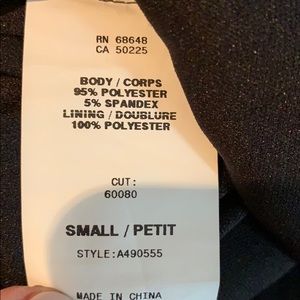 RN 68648
CA 50225
BODY / CORPS
95% POLYESTER
5% SPANDEX
LINING / DOUBLURE
100% POLYESTER
CUT:
60080
SMALL / PETIT
STYLE:A490555
MADE IN CHINA